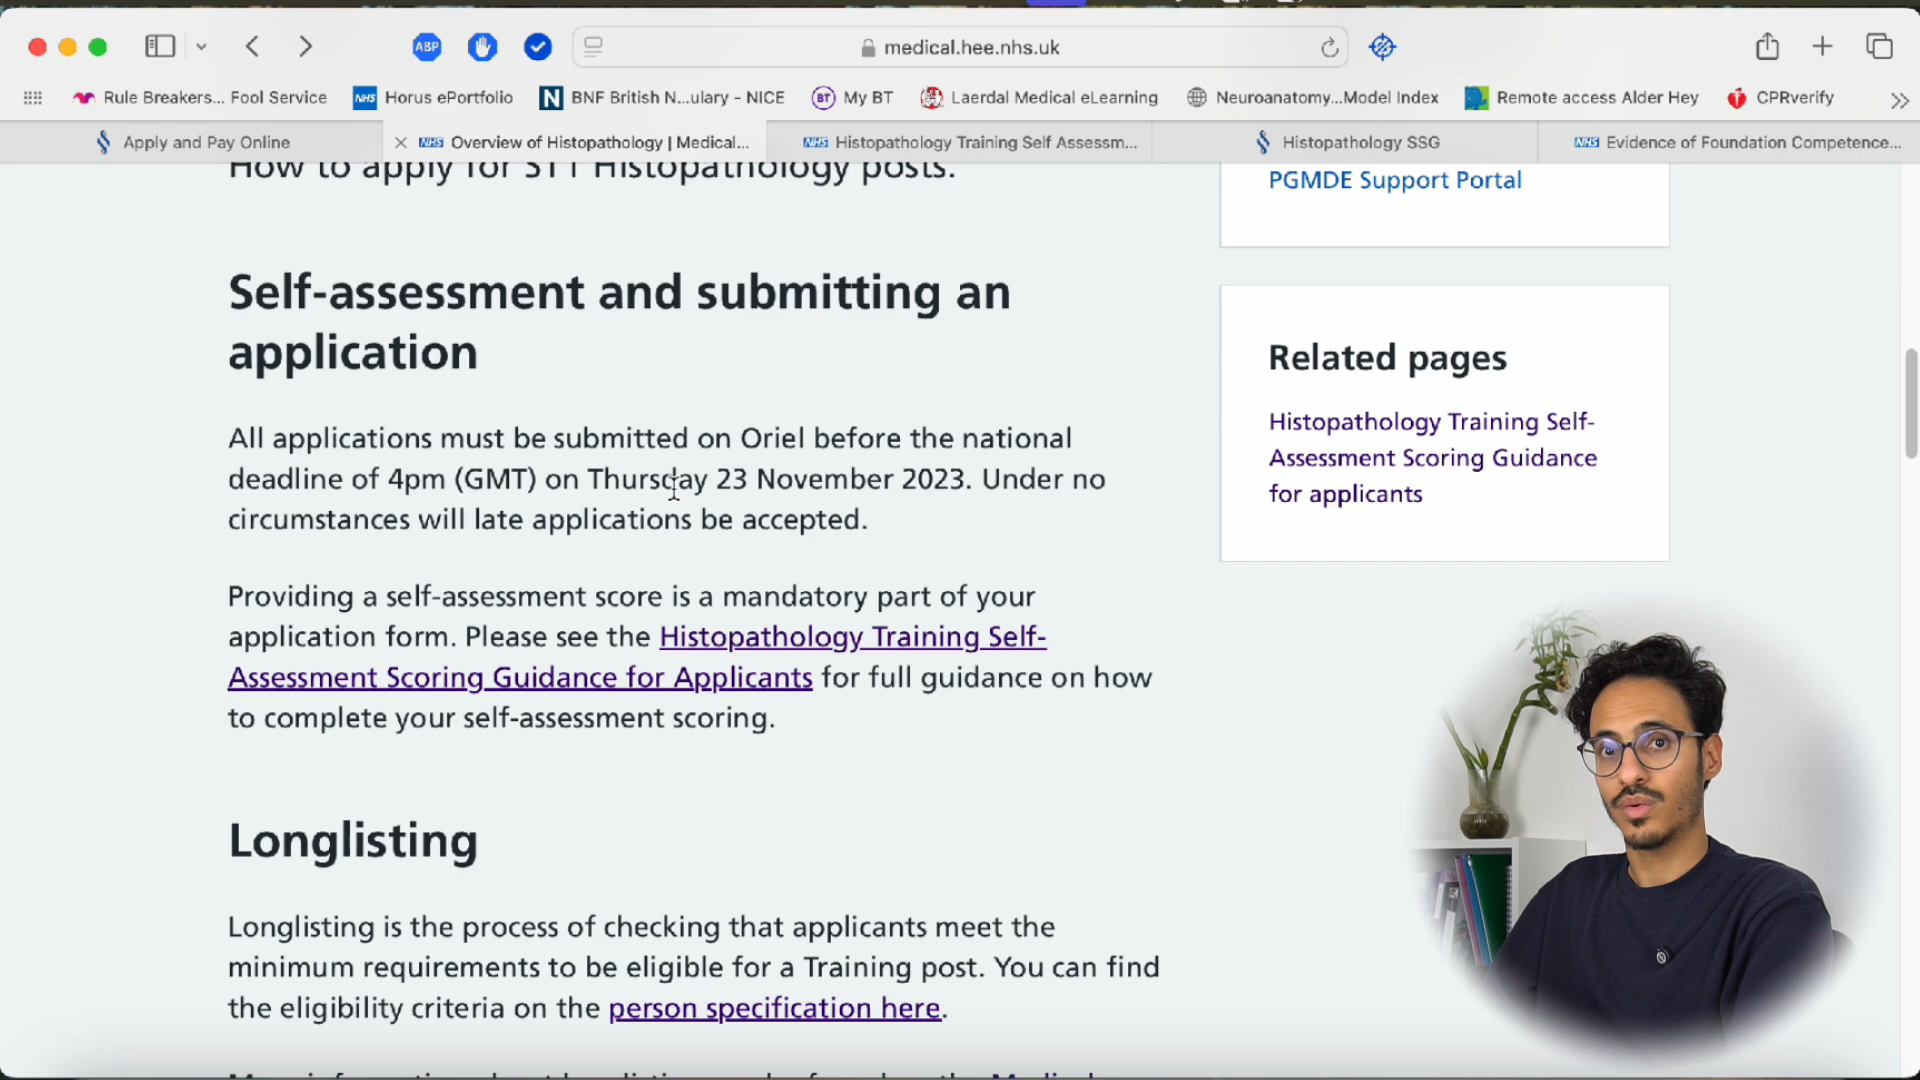 ABP
medical.hee.nhs.uk
Rule Breakers... Fool Service
NHS Horus ePortfolio
N BNF British N...ulary - NICE
BT My BT
Laerdal Medical eLearning
Neuroanatomy...Model Index
Remote access Alder Hey
CPRverify
Apply and Pay Online
NHS Overview of Histopathology | Medical...
NHS Histopathology Training Self Assessm...
Histopathology SSG
NHS Evidence of Foundation Competence...
How to apply for ST1 Histopathology posts.
Self-assessment and submitting an
application
All applications must be submitted on Oriel before the national
deadline of 4pm (GMT) on Thursday 23 November 2023. Under no
circumstances will late applications be accepted.
Providing a self-assessment score is a mandatory part of your
application form. Please see the Histopathology Training Self-
Assessment Scoring Guidance for Applicants for full guidance on how
to complete your self-assessment scoring.
Longlisting
Longlisting is the process of checking that applicants meet the
minimum requirements to be eligible for a Training post. You can find
the eligibility criteria on the person specification here.
PGMDE Support Portal
Related pages
Histopathology Training Self-
Assessment Scoring Guidance
for applicants